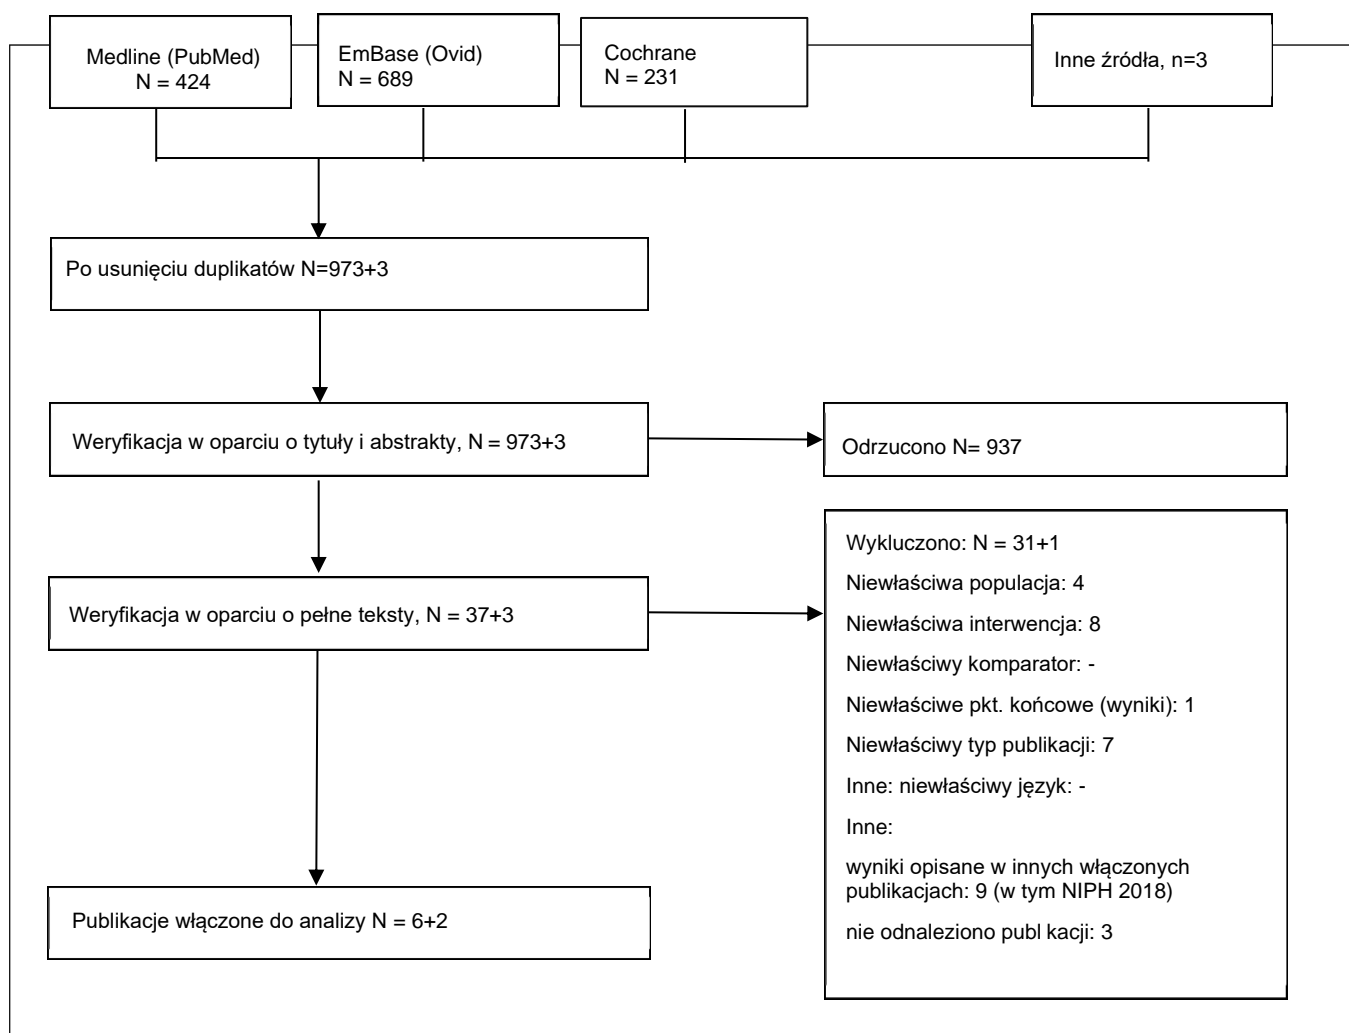 Medline (PubMed)
N = 424
EmBase (Ovid)
N = 689
Cochrane
N = 231
Inne źródła, n=3
Po usunięciu duplikatów N=973+3
Weryfikacja w oparciu o tytuły i abstrakty, N = 973+3
Odrzucono N= 937
Weryfikacja w oparciu o pełne teksty, N = 37+3
Wykluczono: N = 31+1
Niewłaściwa populacja: 4
Niewłaściwa interwencja: 8
Niewłaściwy komparator: -
Niewłaściwe pkt. końcowe (wyniki): 1
Niewłaściwy typ publikacji: 7
Inne: niewłaściwy język: -
Inne:
wyniki opisane w innych włączonych
publikacjach: 9 (w tym NIPH 2018)
nie odnaleziono publ kacji: 3
Publikacje włączone do analizy N = 6+2